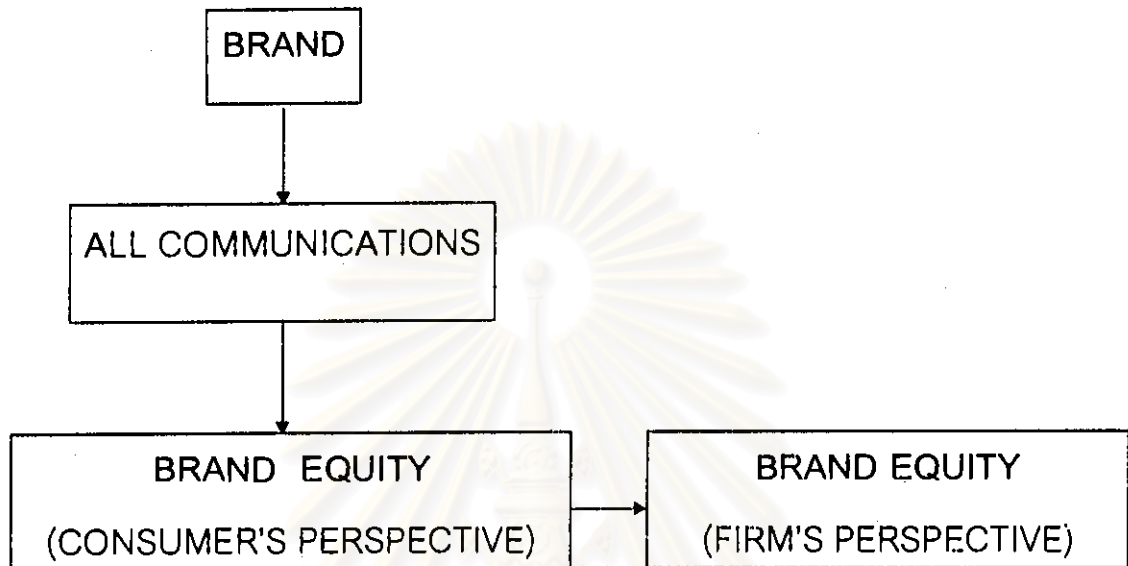 BRAND
ALL COMMUNICATIONS
BRAND EQUITY
(CONSUMER'S PERSPECTIVE)
BRAND EQUITY
(FIRM'S PERSPECTIVE)